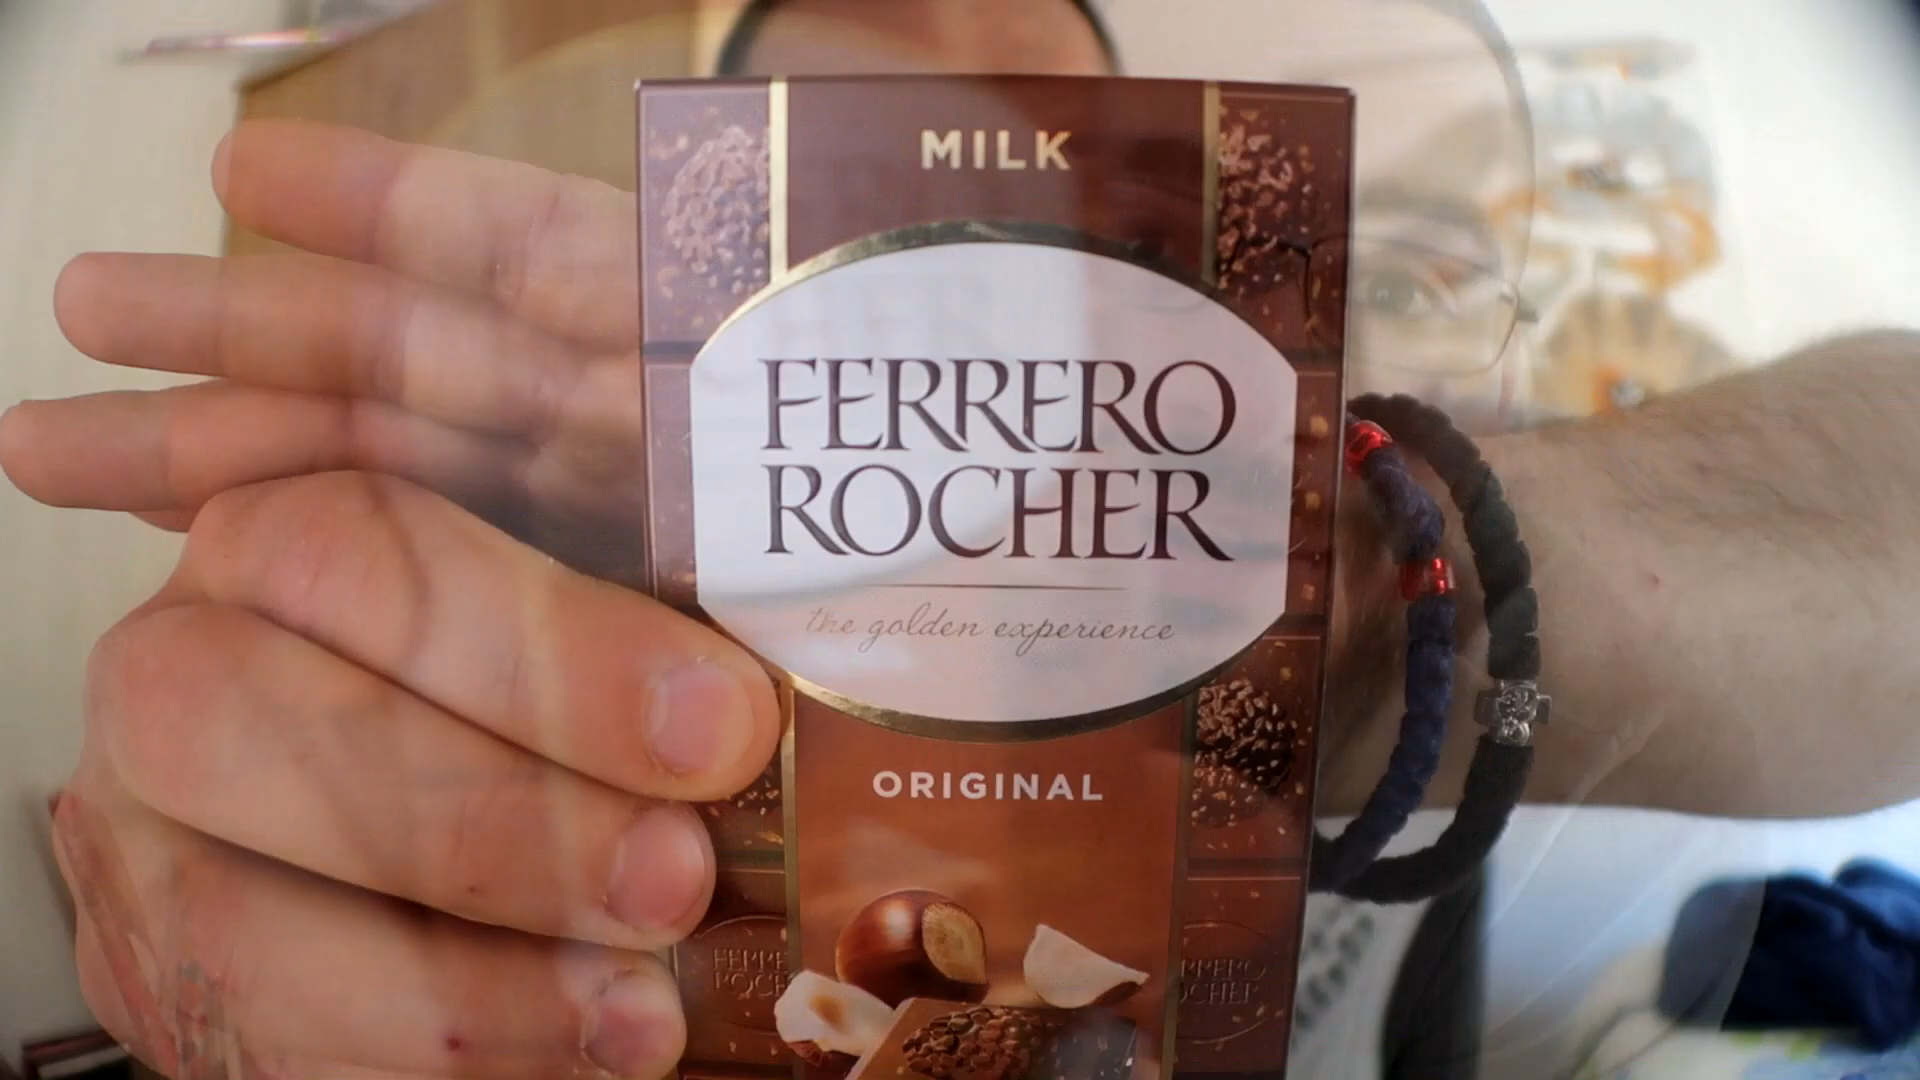 MILK
FERRERO
ROCHER
the golden experience
ORIGINAL